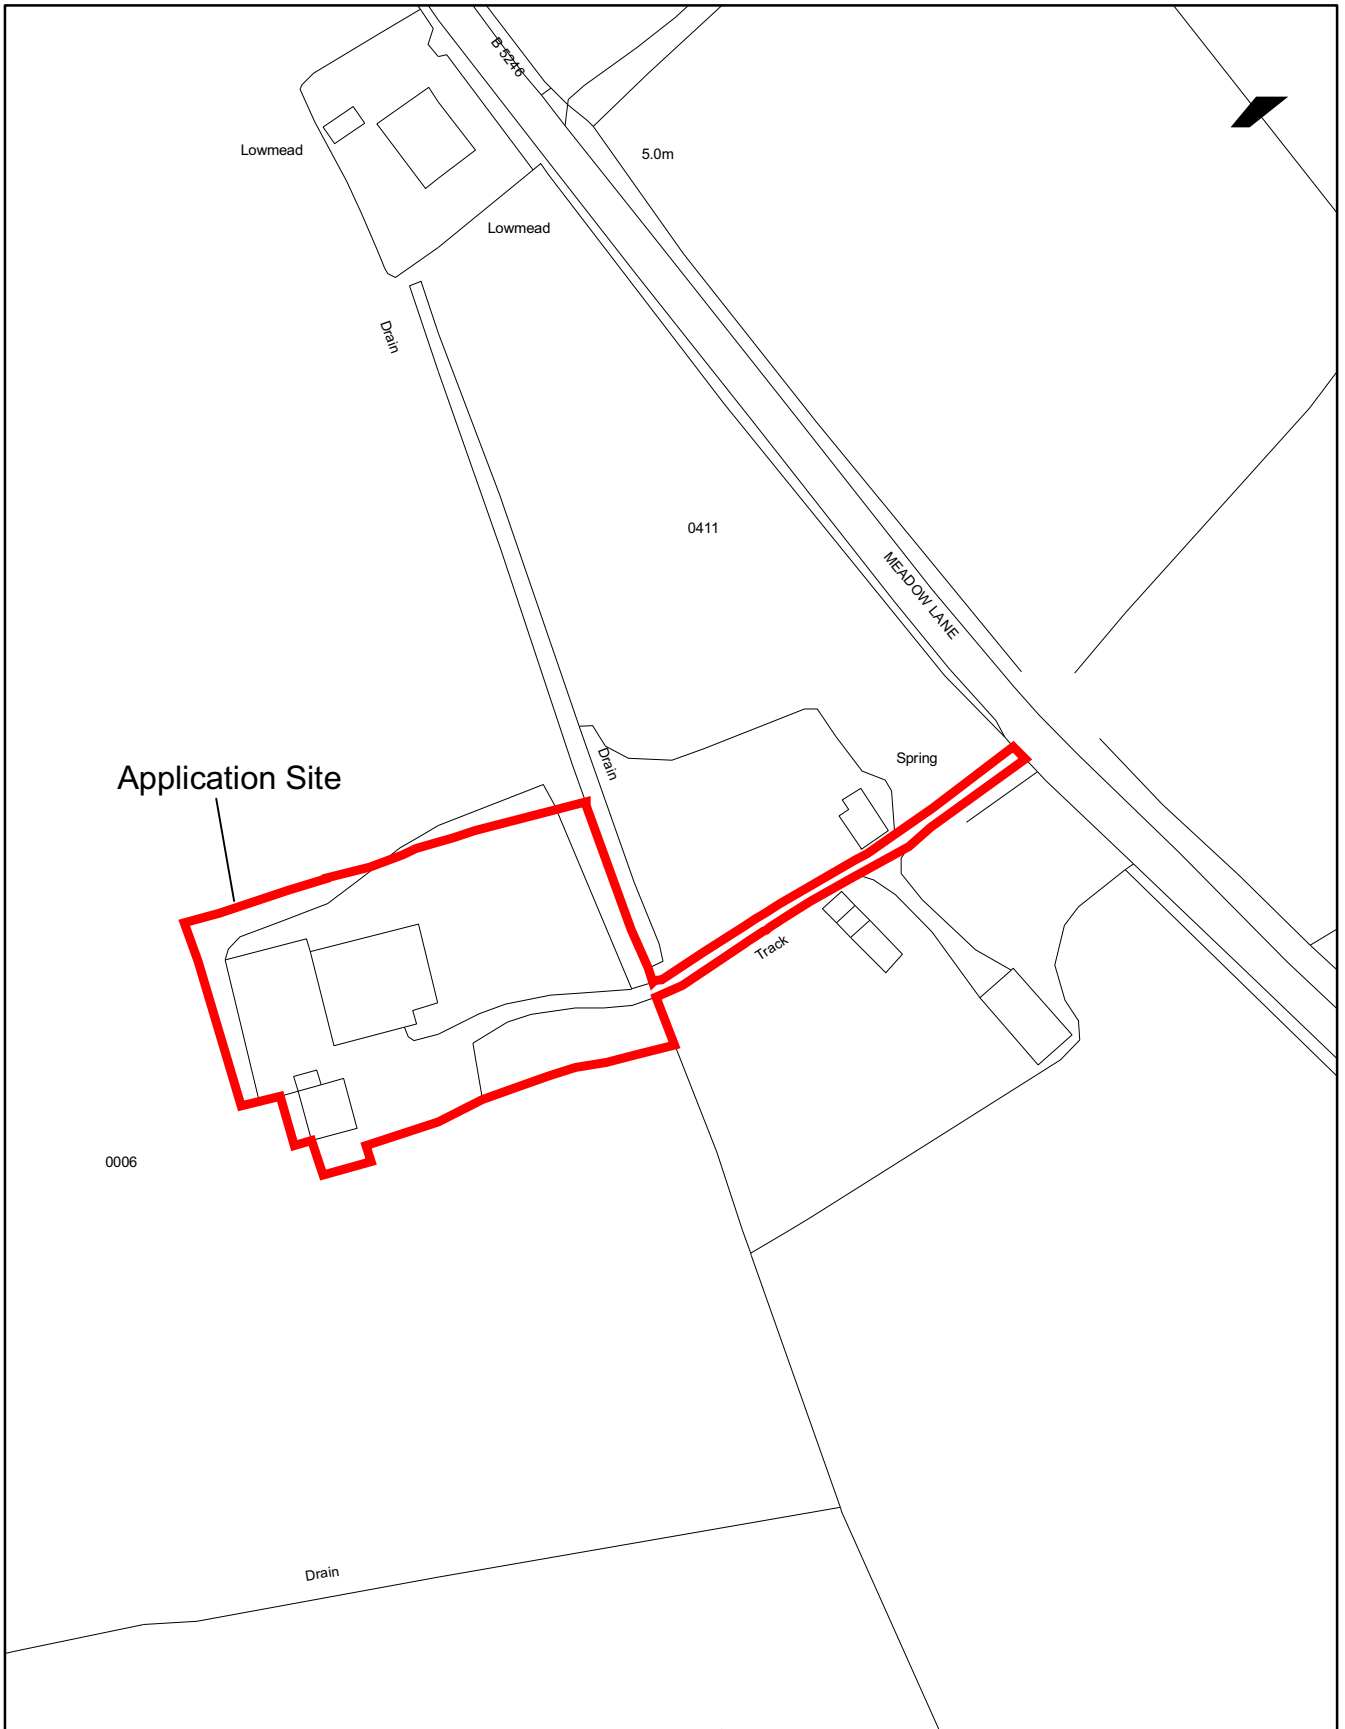 B 5246
Lowmead
5.0m
Lowmead
Drain
0411
MEADOW LANE
Spring
Drain
Application Site
Track
0006
Drain